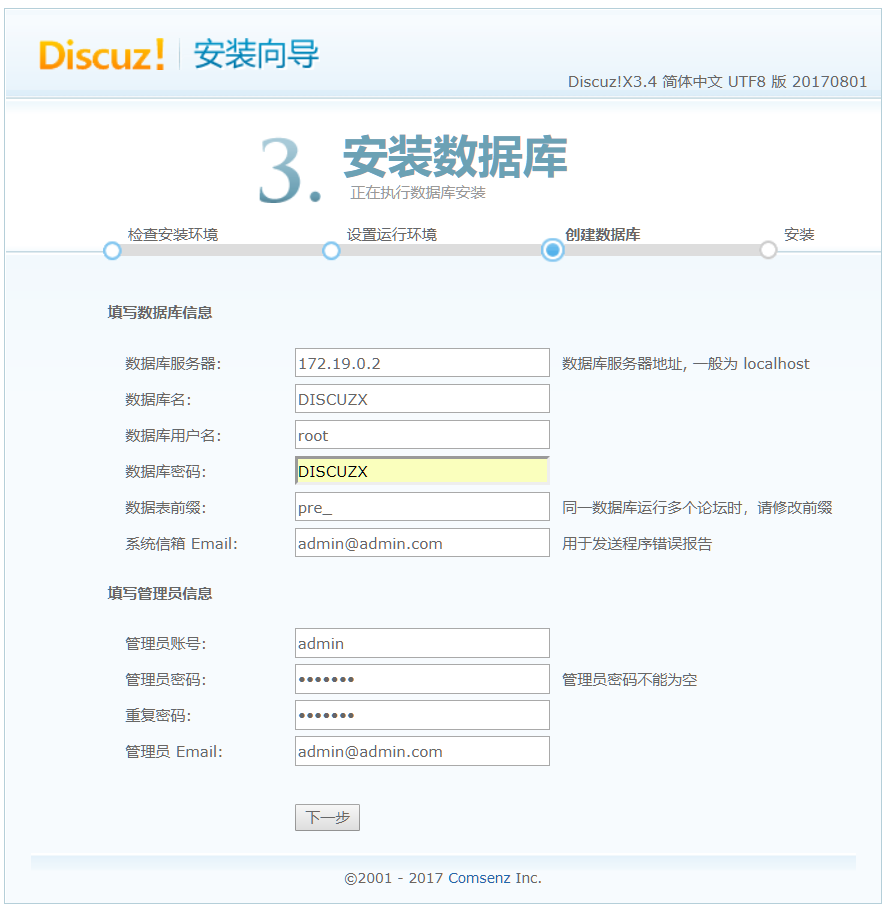 Discuz! 安装向导
Discuz!X3.4 简体中文 UTF8 版 20170801
3. 安装数据库
正在执行数据库安装
检查安装环境 设置运行环境 创建数据库 安装
填写数据库信息
数据库服务器: 172.19.0.2 数据库服务器地址, 一般为 localhost
数据库名: DISCUZX
数据库用户名: root
数据库密码: DISCUZX
数据表前缀: pre_ 同一数据库运行多个论坛时，请修改前缀
系统信箱 Email: admin@admin.com 用于发送程序错误报告
填写管理员信息
管理员账号: admin
管理员密码: ••••••• 管理员密码不能为空
重复密码: •••••••
管理员 Email: admin@admin.com
下一步
©2001 - 2017 Comsenz Inc.